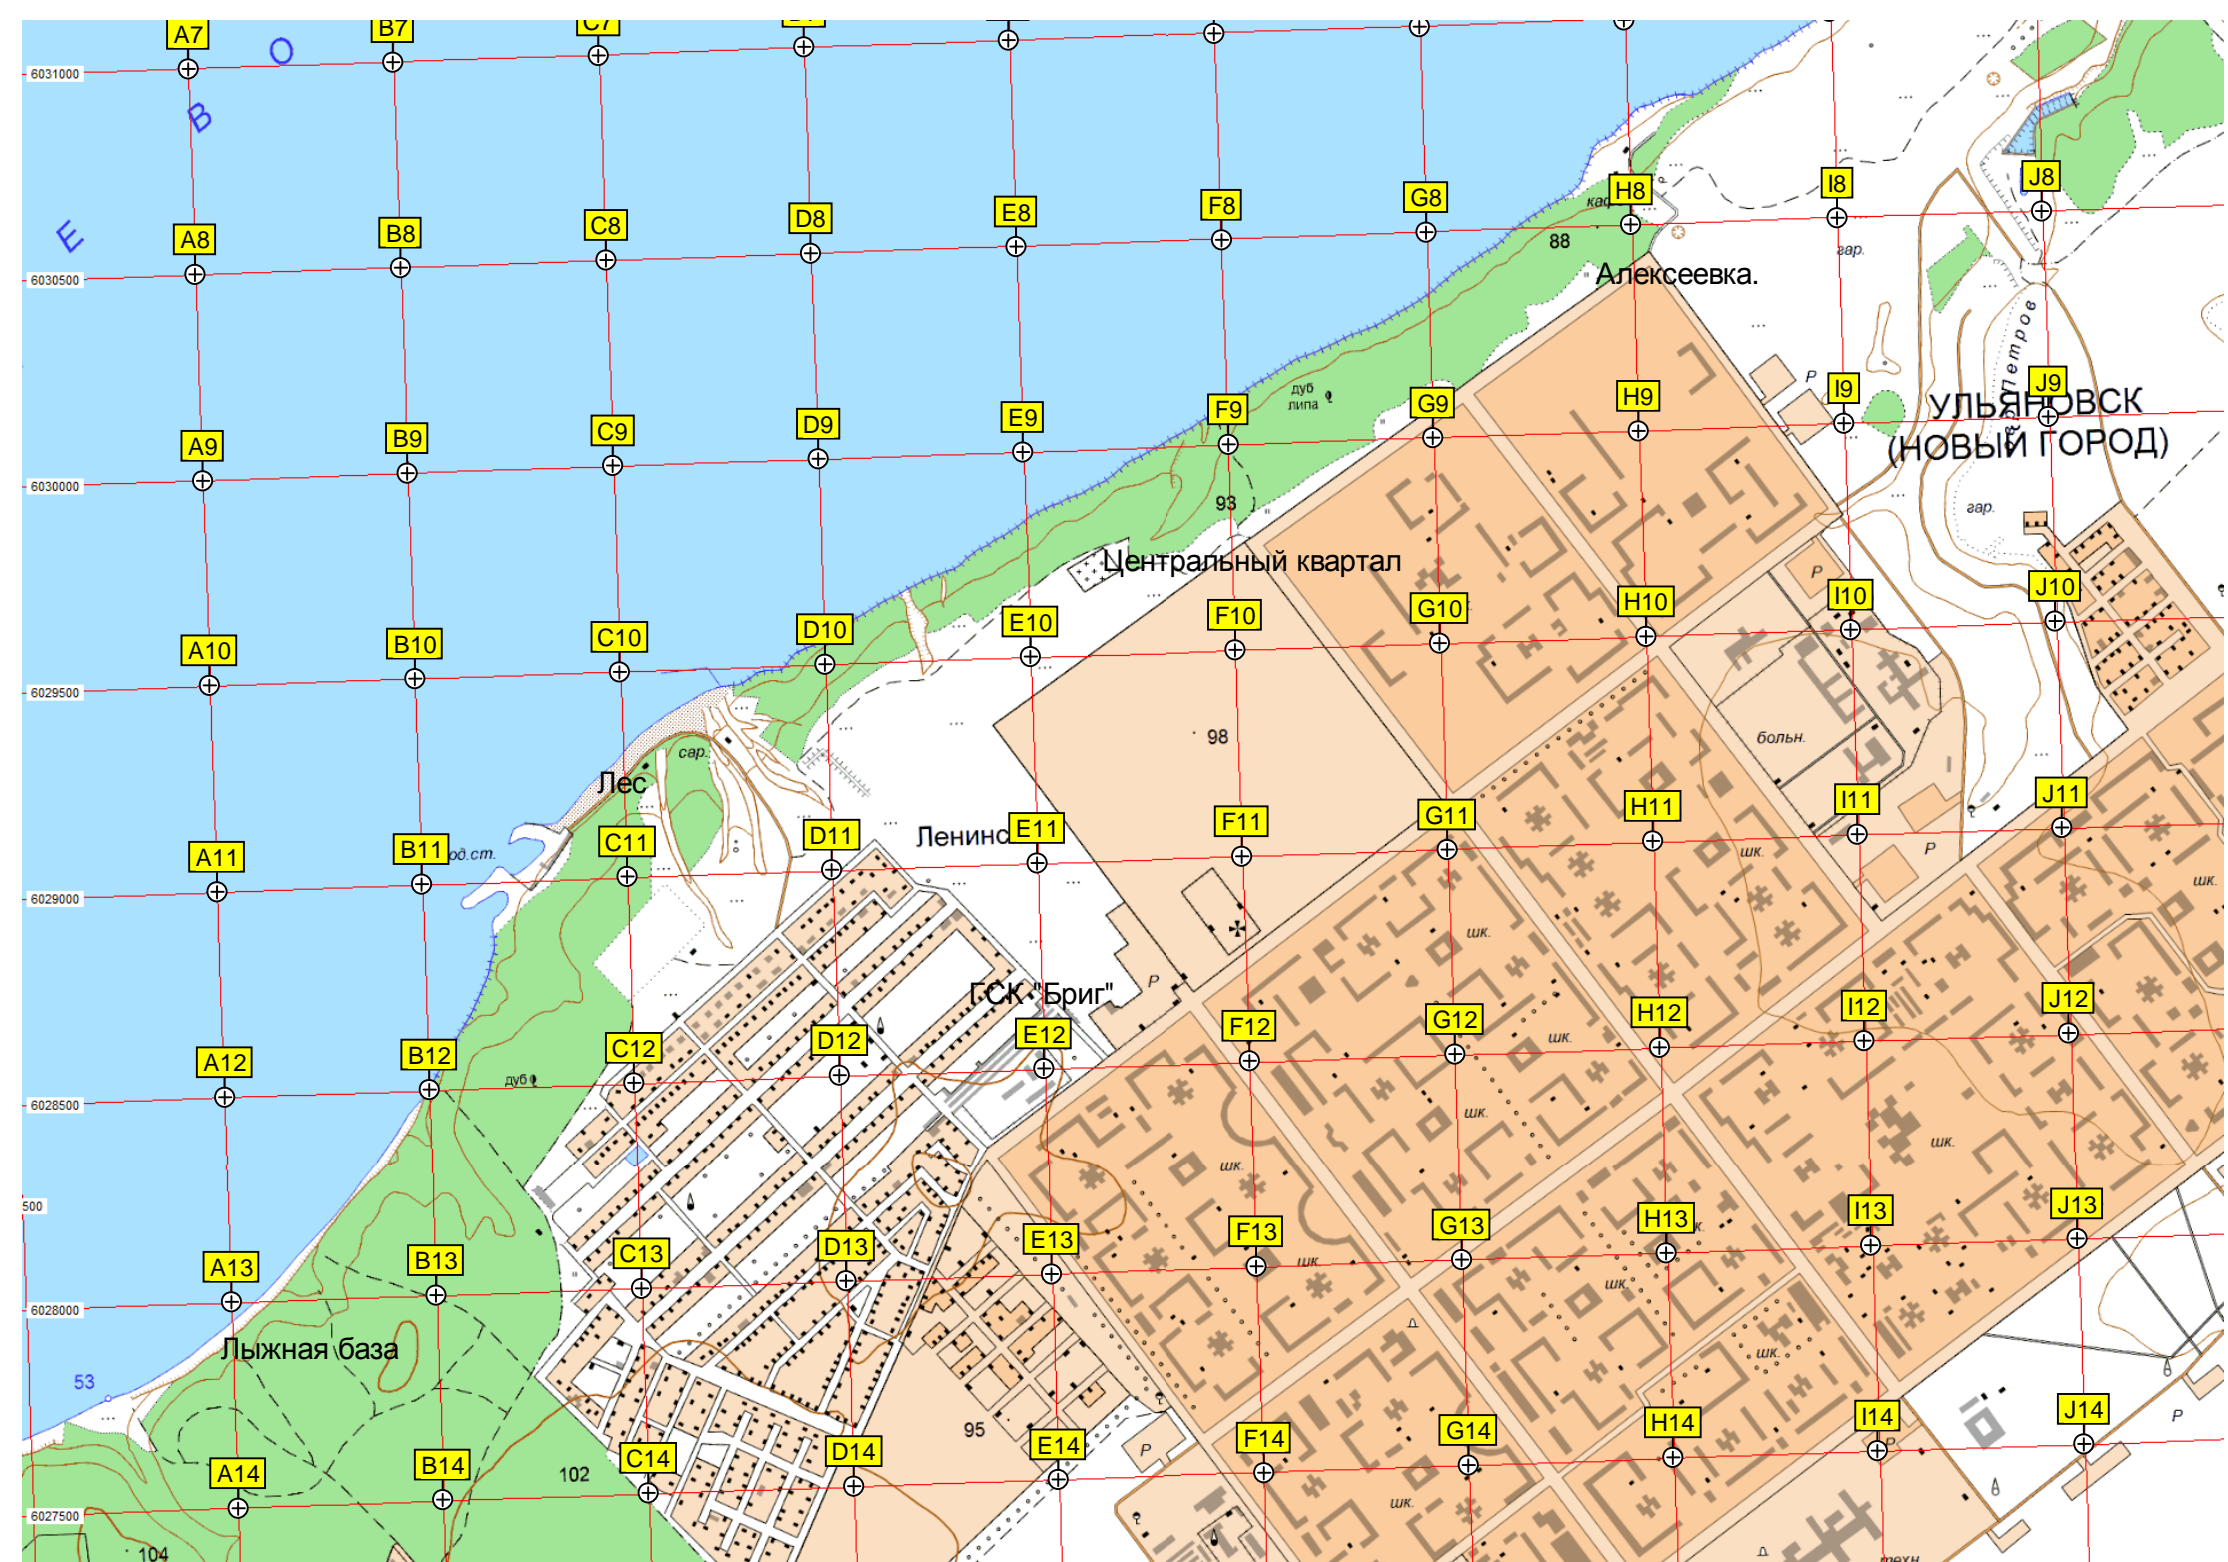 A7
B7
C7
О
6031000
В
Е
A8
B8
C8
D8
E8
F8
G8
H8
I8
J8
88
гар.
6030500
Алексеевка.
дуб
липа
Р
A9
B9
C9
D9
E9
F9
G9
H9
I9
J9
УЛЬЯНОВСК
(НОВЫЙ ГОРОД)
6030000
93
гар.
Центральный квартал
Р
A10
B10
C10
D10
E10
F10
G10
H10
I10
J10
6029500
98
больн.
сар.
Лес
Ленинс
A11
B11
C11
D11
E11
F11
G11
H11
I11
J11
од.ст.
шк.
Р
шк.
6029000
шк.
ГСК "Бриг"
Р
A12
B12
C12
D12
E12
F12
G12
H12
I12
J12
дуб
шк.
6028500
шк.
шк.
шк.
500
A13
B13
C13
D13
E13
F13
G13
H13
I13
J13
6028000
шк.
шк.
Лыжная база
шк.
53
95
Р
A14
B14
C14
D14
E14
F14
G14
H14
I14
J14
102
Р
Р
шк.
6027500
104
техн